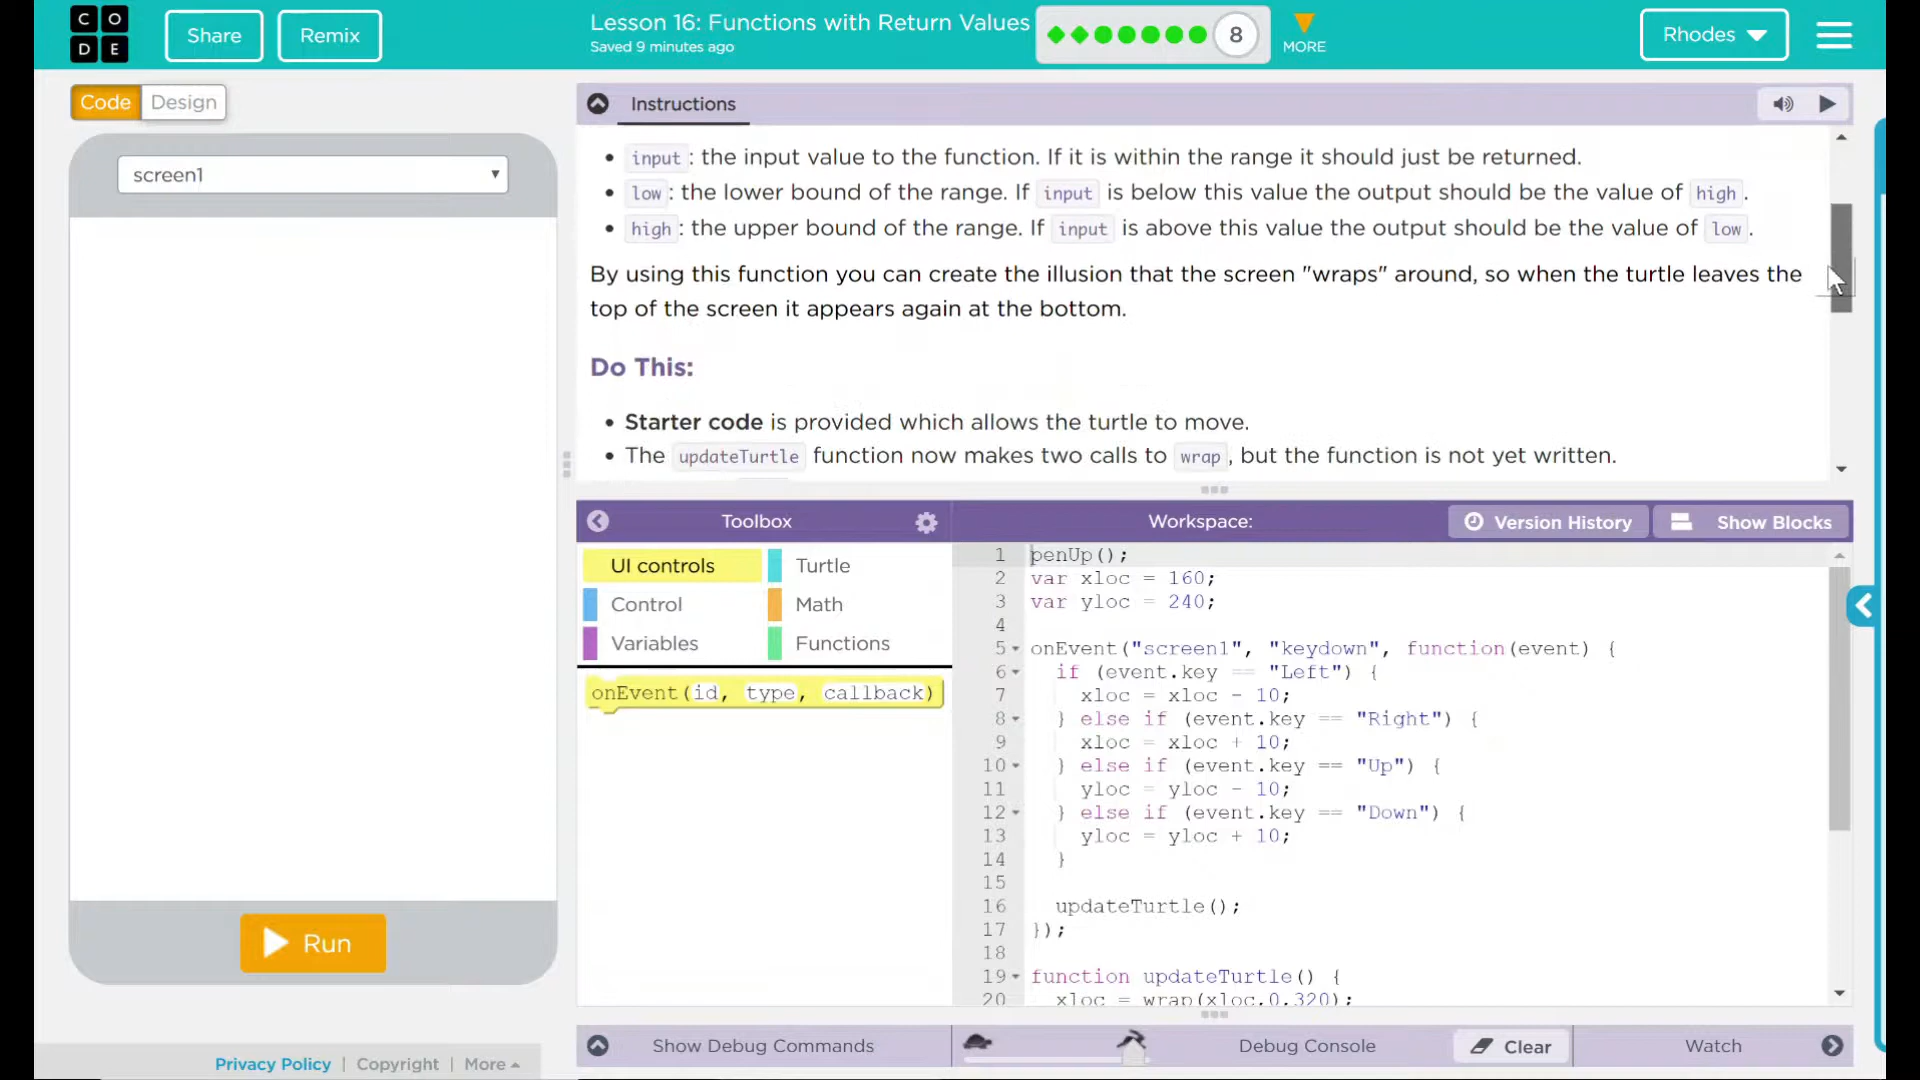 C O
D E
Share
Remix
Lesson 16: Functions with Return Values
Saved 9 minutes ago
8
MORE
Rhodes
Code
Design
screen1
Run
Privacy Policy | Copyright | More
Instructions
• input : the input value to the function. If it is within the range it should just be returned.
• low : the lower bound of the range. If input is below this value the output should be the value of high .
• high : the upper bound of the range. If input is above this value the output should be the value of low .
By using this function you can create the illusion that the screen "wraps" around, so when the turtle leaves the
top of the screen it appears again at the bottom.
Do This:
• Starter code is provided which allows the turtle to move.
• The updateTurtle function now makes two calls to wrap , but the function is not yet written.
Toolbox
Workspace:
Version History
Show Blocks
UI controls
Turtle
Control
Math
Variables
Functions
onEvent(id, type, callback)
1 penUp();
2 var xloc = 160;
3 var yloc = 240;
4
5 onEvent("screen1", "keydown", function(event) {
6 if (event.key == "Left") {
7 xloc = xloc - 10;
8 } else if (event.key == "Right") {
9 xloc = xloc + 10;
10 } else if (event.key == "Up") {
11 yloc = yloc - 10;
12 } else if (event.key == "Down") {
13 yloc = yloc + 10;
14 }
15
16 updateTurtle();
17 });
18
19 function updateTurtle() {
20 xloc = wrap(xloc,0,320);
Show Debug Commands
Debug Console
Clear
Watch